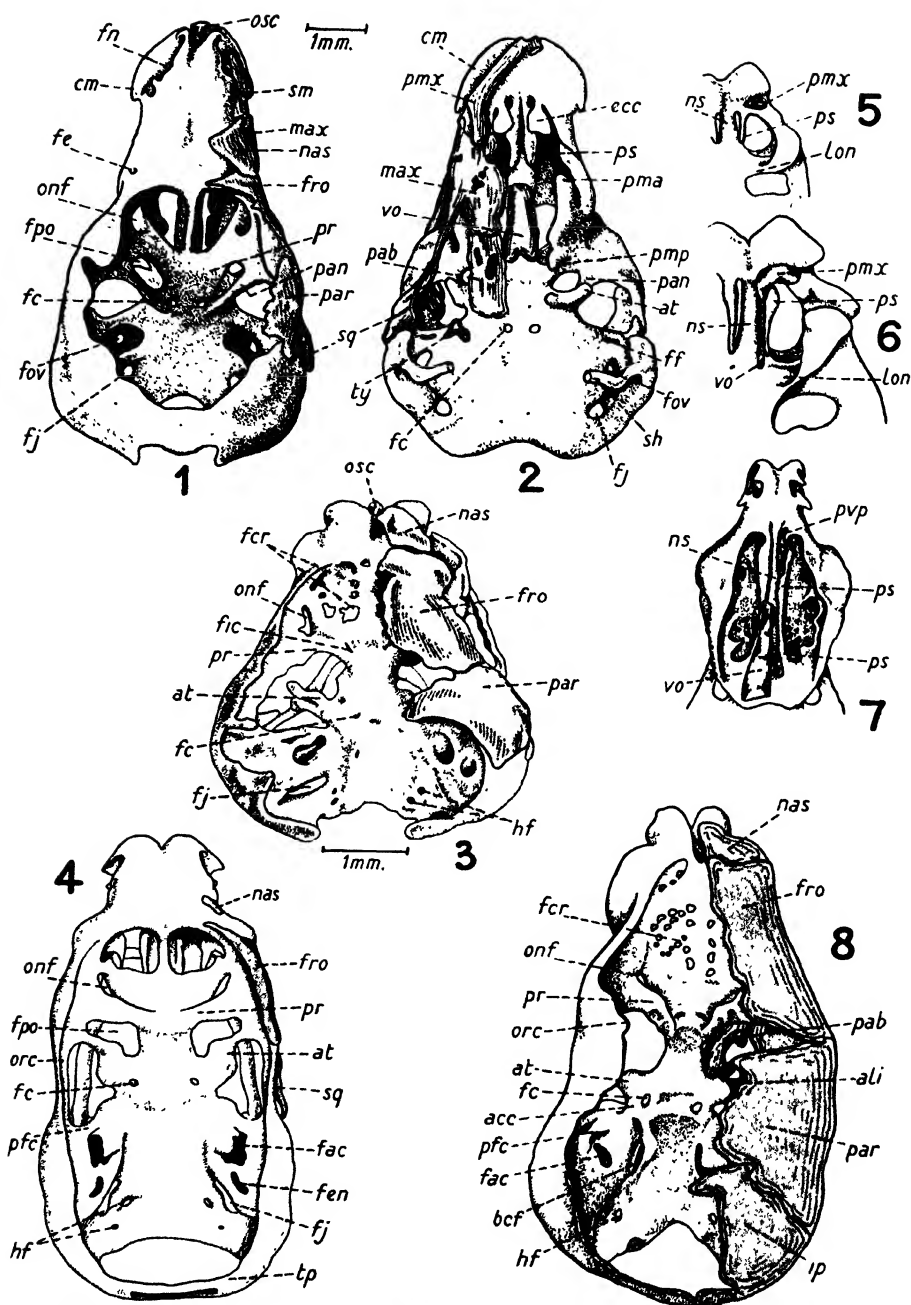 osc
fn
cm
fe
onf
fpo
fc
fov
fj
1mm.
sm
max
nas
fro
pr
pan
par
sq
1
cm
pmx
max
vo
pab
sq
ty
fc
ecc
ps
pma
pmp
pan
at
ff
fov
sh
fj
2
pmx
ns
ps
lon
5
pmx
ns
ps
vo
lon
6
pvp
ns
ps
vo
ps
7
osc
nas
fcr
onf
fic
pr
at
fc
fj
fro
par
hf
1mm.
3
4
nas
onf
fro
fpo
pr
orc
at
fc
sq
pfc
fac
fen
hf
fj
tp
nas
fcr
fro
8
onf
pr
orc
pab
at
ali
fc
acc
pfc
par
fac
bcf
hf
ip